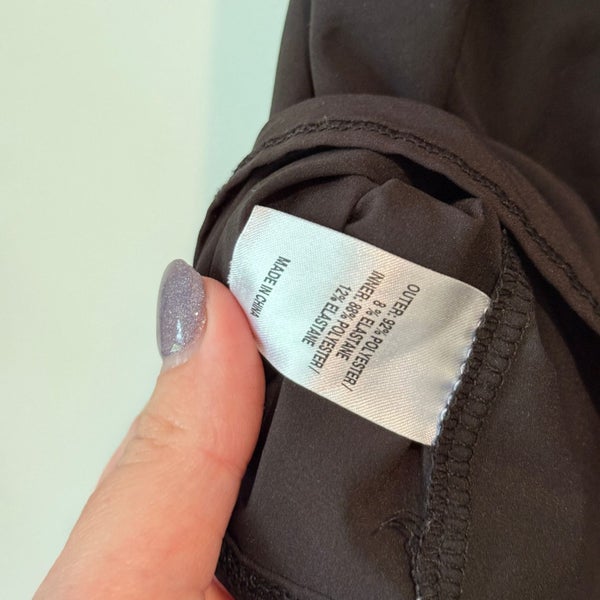 OUTER: 92% POLYESTER/
8 % ELASTANE
INNER: 88% POLYESTER/
12% ELASTANE
MADE IN CHINA